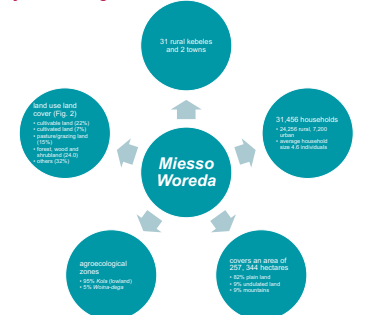 31 rural kebeles
and 2 towns
land use land
cover (Fig. 2)
• cultivable land (22%)
• cultivated land (7%)
• pasture/grazing land
(15%)
• forest, wood and
shrubland (24.0)
• others (32%)
31,456 households
• 24,256 rural, 7,200
urban
• average household
size 4.6 individuals
Miesso
Woreda
agroecological
zones
• 95% Kola (lowland)
• 5% Woina-dega
covers an area of
257, 344 hectares
• 82% plain land
• 9% undulated land
• 9% mountains